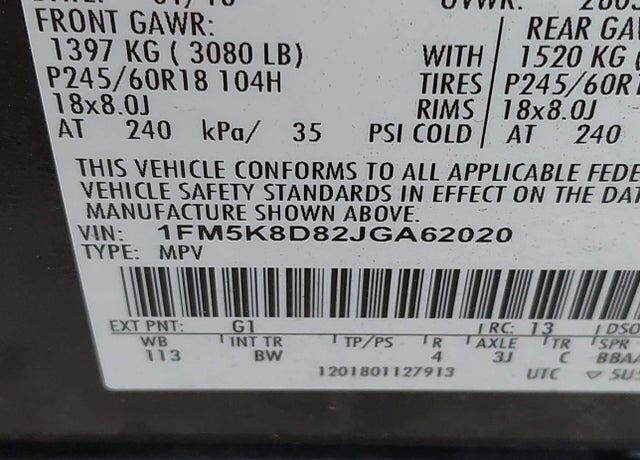 FRONT GAWR: REAR GA
1397 KG ( 3080 LB) WITH 1520 KG (
P245/60R18 104H TIRES P245/60R1
18x8.0J RIMS 18x8.0J
AT 240 kPa/ 35 PSI COLD AT 240
THIS VEHICLE CONFORMS TO ALL APPLICABLE FEDE
VEHICLE SAFETY STANDARDS IN EFFECT ON THE DAT
MANUFACTURE SHOWN ABOVE.
VIN: 1FM5K8D82JGA62020
TYPE: MPV
EXT PNT: G1 RC: 13 DSO
WB INT TR TP/PS R AXLE TR SPR
113 BW 4 3J C BBAA
1201801127913 UTC